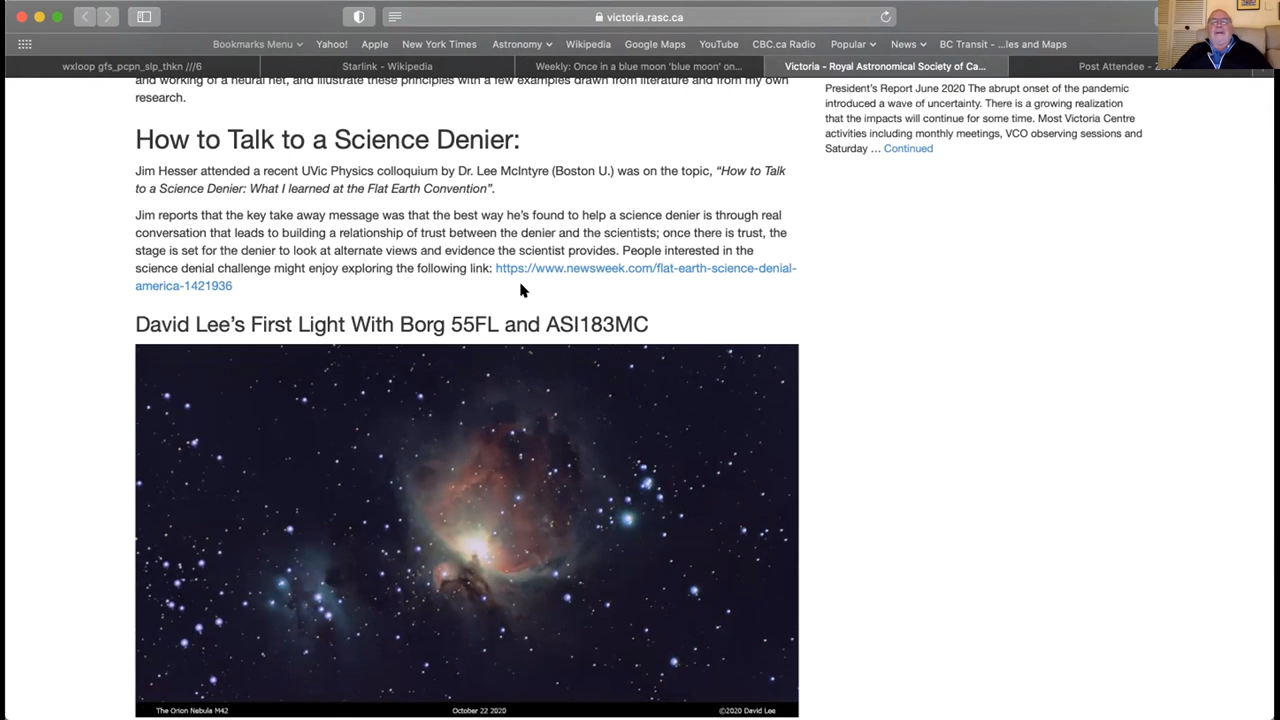 victoria.rasc.ca
Bookmarks Menu Yahoo! Apple New York Times Astronomy Wikipedia Google Maps YouTube CBC.ca Radio Popular News BC Transit - ...les and Maps
wxloop gfs_pcpn_slp_thkn ///6 Starlink - Wikipedia Weekly: Once in a blue moon 'blue moon' on... Victoria - Royal Astronomical Society of Ca... Post Attendee -
and working of a neural net, and illustrate these principles with a few examples drawn from literature and from my own
research.
How to Talk to a Science Denier:
Jim Hesser attended a recent UVic Physics colloquium by Dr. Lee McIntyre (Boston U.) was on the topic, “How to Talk
to a Science Denier: What I learned at the Flat Earth Convention”.
Jim reports that the key take away message was that the best way he's found to help a science denier is through real
conversation that leads to building a relationship of trust between the denier and the scientists; once there is trust, the
stage is set for the denier to look at alternate views and evidence the scientist provides. People interested in the
science denial challenge might enjoy exploring the following link: https://www.newsweek.com/flat-earth-science-denial-
america-1421936
David Lee's First Light With Borg 55FL and ASI183MC
The Orion Nebula M42 October 22 2020 ©2020 David Lee
President's Report June 2020 The abrupt onset of the pandemic
introduced a wave of uncertainty. There is a growing realization
that the impacts will continue for some time. Most Victoria Centre
activities including monthly meetings, VCO observing sessions and
Saturday … Continued